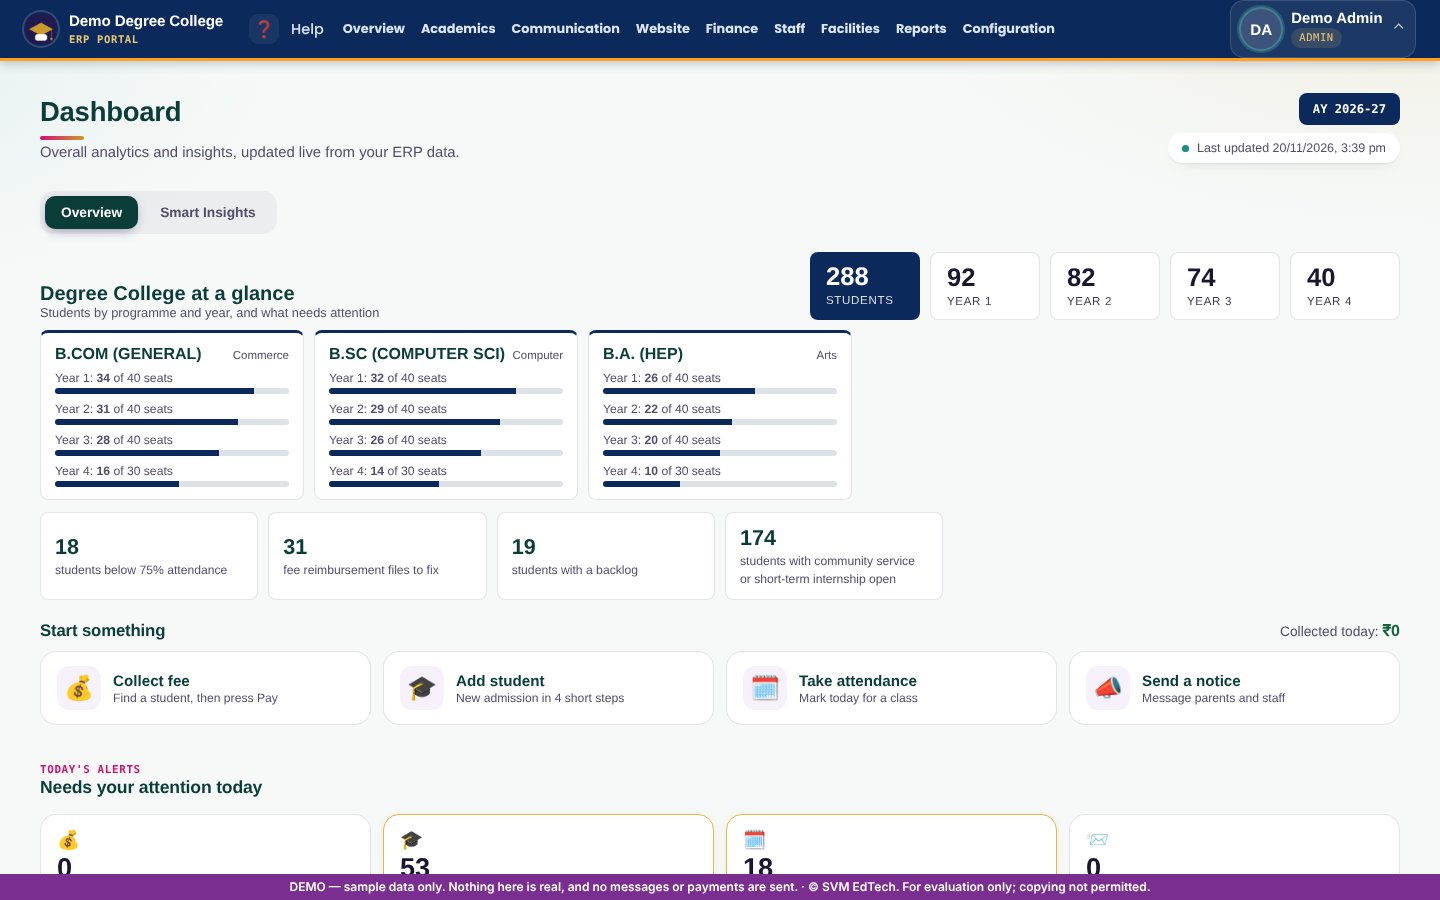 Demo Degree College
ERP PORTAL
Help
Overview
Academics
Communication
Website
Finance
Staff
Facilities
Reports
Configuration
DA
Demo Admin
ADMIN
Dashboard
Overall analytics and insights, updated live from your ERP data.
AY 2026-27
Last updated 20/11/2026, 3:39 pm
Overview
Smart Insights
Degree College at a glance
Students by programme and year, and what needs attention
288
STUDENTS
92
YEAR 1
82
YEAR 2
74
YEAR 3
40
YEAR 4
B.COM (GENERAL) Commerce
Year 1: 34 of 40 seats
Year 2: 31 of 40 seats
Year 3: 28 of 40 seats
Year 4: 16 of 30 seats
B.SC (COMPUTER SCI) Computer
Year 1: 32 of 40 seats
Year 2: 29 of 40 seats
Year 3: 26 of 40 seats
Year 4: 14 of 30 seats
B.A. (HEP) Arts
Year 1: 26 of 40 seats
Year 2: 22 of 40 seats
Year 3: 20 of 40 seats
Year 4: 10 of 30 seats
18
students below 75% attendance
31
fee reimbursement files to fix
19
students with a backlog
174
students with community service
or short-term internship open
Start something
Collected today: ₹0
Collect fee
Find a student, then press Pay
Add student
New admission in 4 short steps
Take attendance
Mark today for a class
Send a notice
Message parents and staff
TODAY'S ALERTS
Needs your attention today
0
53
18
0
DEMO — sample data only. Nothing here is real, and no messages or payments are sent. · © SVM EdTech. For evaluation only; copying not permitted.